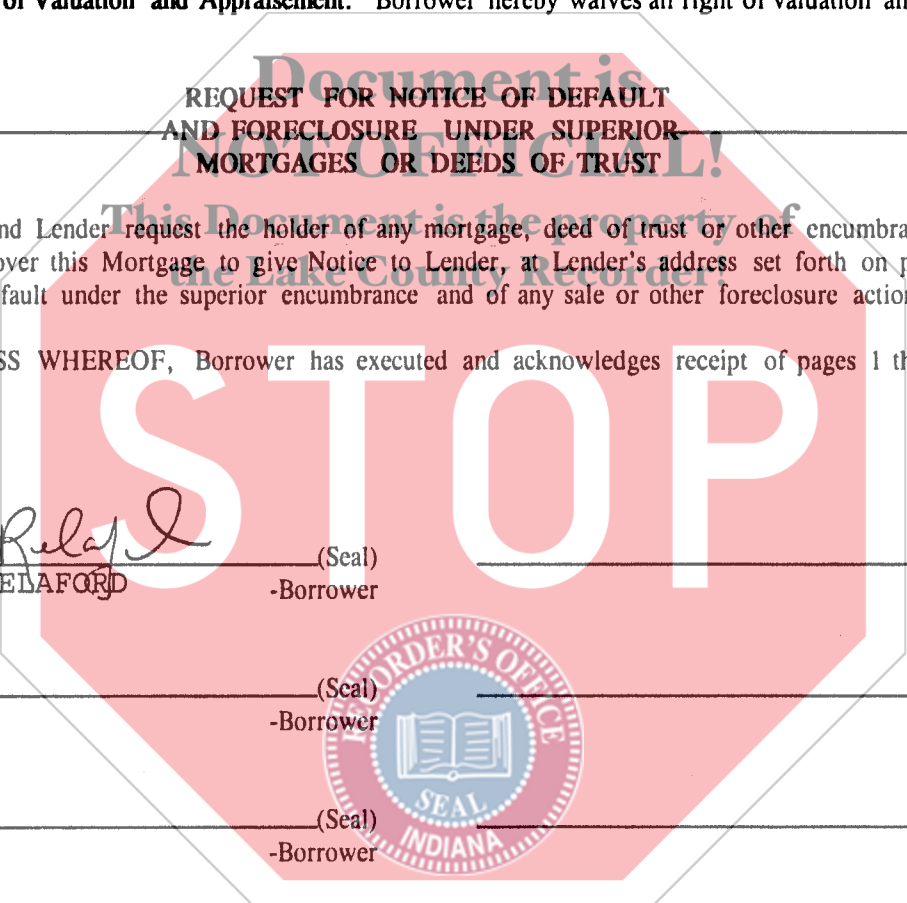 of Valuation and Appraisement. Borrower hereby waives all right of valuation
Document is
REQUEST FOR NOTICE OF DEFAULT
AND FORECLOSURE UNDER SUPERIOR
NOT OFFICIAL!
MORTGAGES OR DEEDS OF TRUST
This Document is the property of
the Lake County Recorder!
nd Lender request the holder of any mortgage, deed of trust or other encumbra
over this Mortgage to give Notice to Lender, at Lender's address set forth on p
fault under the superior encumbrance and of any sale or other foreclosure action
SS WHEREOF, Borrower has executed and acknowledges receipt of pages 1 th
STOP
Relaford
(Seal)
ELAFORD
-Borrower
(Seal)
-Borrower
(Seal)
-Borrower
RECORDER'S OFFICE
SEAL
INDIANA